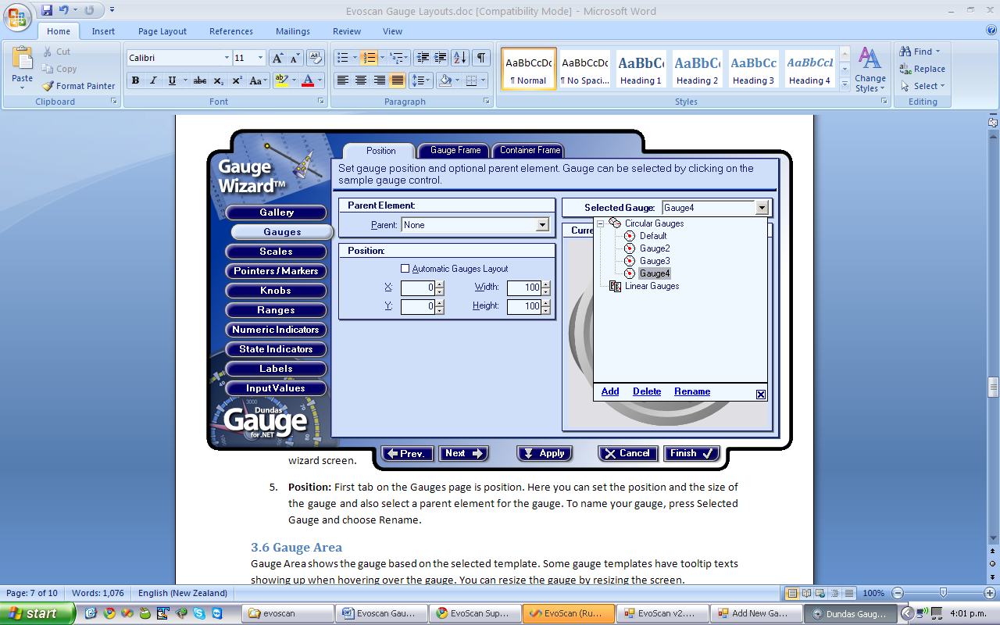 Evoscan Gauge Layouts.doc [Compatibility Mode] - Microsoft Word
Home Insert Page Layout References Mailings Review View
Paste
Cut
Copy
Format Painter
Clipboard
Calibri 11
B I U abc x₂ x² Aa
ab A
Font
Paragraph
AaBbCcDc AaBbCcDc AaBbCc AaBbCc AaBbCc AaBbCcl
¶ Normal ¶ No Spaci... Heading 1 Heading 2 Heading 3 Heading 4
Change Styles
Styles
Find
Replace
Select
Editing
Gauge
Wizard™
Gallery
Gauges
Scales
Pointers / Markers
Knobs
Ranges
Numeric Indicators
State Indicators
Labels
Input Values
Dundas
Gauge
for .NET
Position Gauge Frame Container Frame
Set gauge position and optional parent element. Gauge can be selected by clicking on the
sample gauge control.
Parent Element:
Parent: None
Position:
Automatic Gauges Layout
X: 0 Width: 100
Y: 0 Height: 100
Selected Gauge: Gauge4
Curre
Circular Gauges
Default
Gauge2
Gauge3
Gauge4
Linear Gauges
Add Delete Rename
Prev. Next Apply Cancel Finish
wizard screen.
5. Position: First tab on the Gauges page is position. Here you can set the position and the size of
the gauge and also select a parent element for the gauge. To name your gauge, press Selected
Gauge and choose Rename.
3.6 Gauge Area
Gauge Area shows the gauge based on the selected template. Some gauge templates have tooltip texts
showing up when hovering over the gauge. You can resize the gauge by resizing the screen.
Page: 7 of 10 Words: 1,076 English (New Zealand) 100%
start evoscan Evoscan Gau... EvoScan Sup... EvoScan (Ru... EvoScan v2.... Add New Ga... Dundas Gaug... 4:01 p.m.